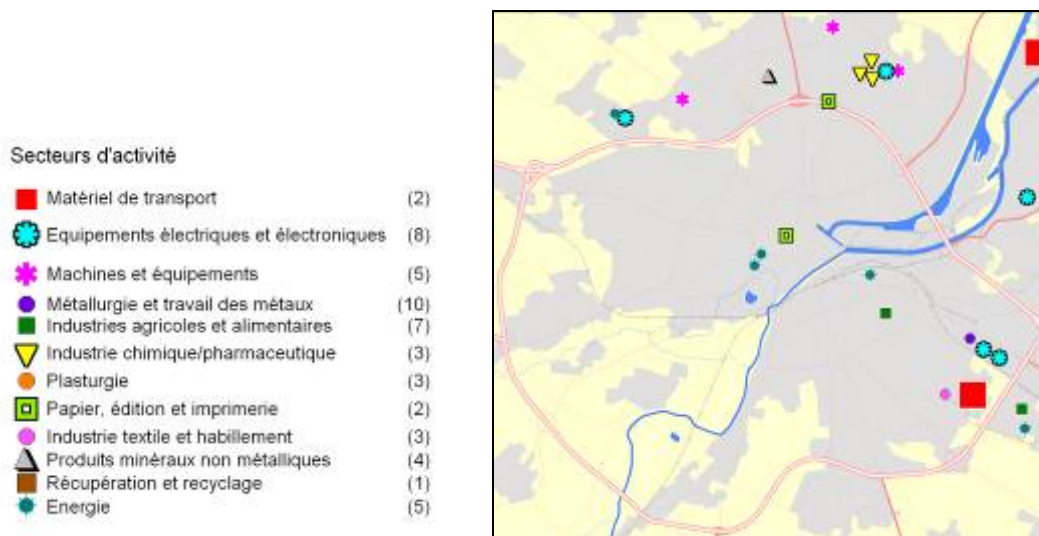 Secteurs d'activité
Matériel de transport (2)
Equipements électriques et électroniques (8)
Machines et équipements (5)
Métallurgie et travail des métaux (10)
Industries agricoles et alimentaires (7)
Industrie chimique/pharmaceutique (3)
Plasturgie (3)
Papier, édition et imprimerie (2)
Industrie textile et habillement (3)
Produits minéraux non métalliques (4)
Récupération et recyclage (1)
Energie (5)